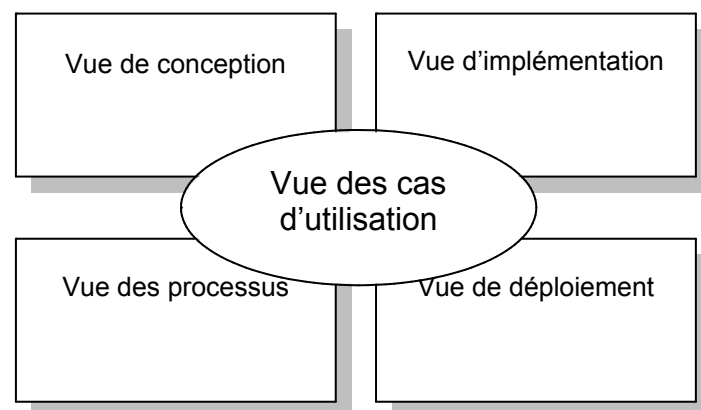 Vue de conception
Vue d’implémentation
Vue des cas
d’utilisation
Vue des processus
Vue de déploiement